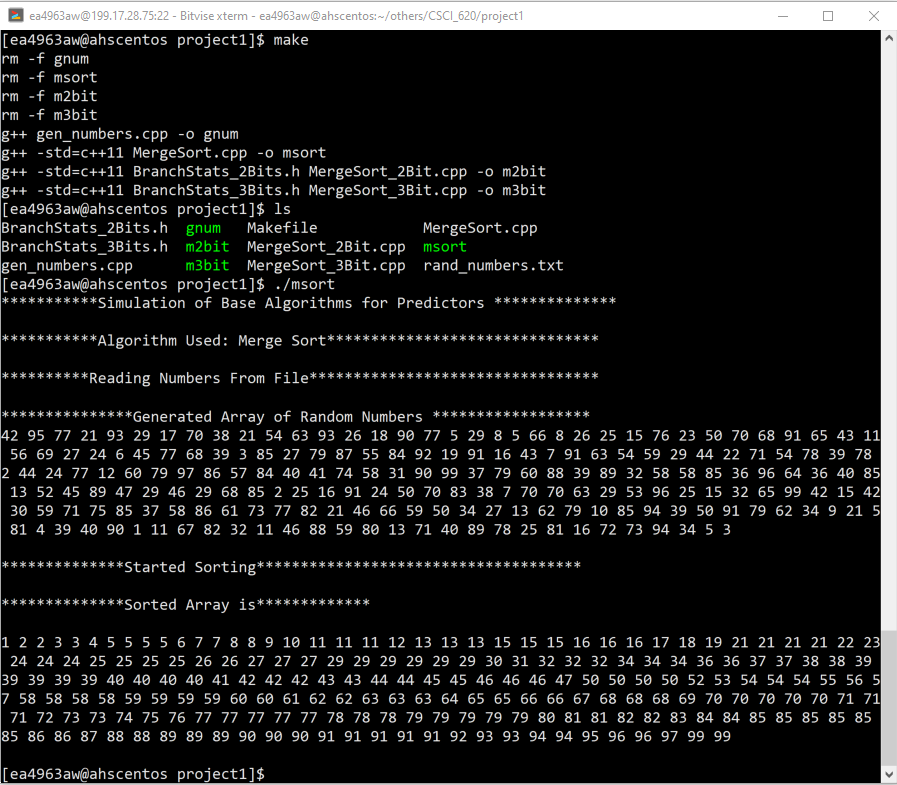 ea4963aw@199.17.28.75:22 - Bitvise xterm - ea4963aw@ahscentos:~/others/CSCI_620/project1
[ea4963aw@ahscentos project1]$ make
rm -f gnum
rm -f msort
rm -f m2bit
rm -f m3bit
g++ gen_numbers.cpp -o gnum
g++ -std=c++11 MergeSort.cpp -o msort
g++ -std=c++11 BranchStats_2Bits.h MergeSort_2Bit.cpp -o m2bit
g++ -std=c++11 BranchStats_3Bits.h MergeSort_3Bit.cpp -o m3bit
[ea4963aw@ahscentos project1]$ ls
BranchStats_2Bits.h  gnum   Makefile            MergeSort.cpp
BranchStats_3Bits.h  m2bit  MergeSort_2Bit.cpp  msort
gen_numbers.cpp      m3bit  MergeSort_3Bit.cpp  rand_numbers.txt
[ea4963aw@ahscentos project1]$ ./msort
***********Simulation of Base Algorithms for Predictors **************
***********Algorithm Used: Merge Sort*******************************
**********Reading Numbers From File*********************************
***************Generated Array of Random Numbers ******************
42 95 77 21 93 29 17 70 38 21 54 63 93 26 18 90 77 5 29 8 5 66 8 26 25 15 76 23 50 70 68 91 65 43 11
 56 69 27 24 6 45 77 68 39 3 85 27 79 87 55 84 92 19 91 16 43 7 91 63 54 59 29 44 22 71 54 78 39 78
2 44 24 77 12 60 79 97 86 57 84 40 41 74 58 31 90 99 37 79 60 88 39 89 32 58 58 85 36 96 64 36 40 85
 13 52 45 89 47 29 46 29 68 85 2 25 16 91 24 50 70 83 38 7 70 70 63 29 53 96 25 15 32 65 99 42 15 42
30 59 71 75 85 37 58 86 61 73 77 82 21 46 66 59 50 34 27 13 62 79 10 85 94 39 50 91 79 62 34 9 21 5
 81 4 39 40 90 1 11 67 82 32 11 46 88 59 80 13 71 40 89 78 25 81 16 72 73 94 34 5 3
**************Started Sorting*************************************
**************Sorted Array is*************
1 2 2 3 3 4 5 5 5 5 6 7 7 8 8 9 10 11 11 11 12 13 13 13 15 15 15 16 16 16 17 18 19 21 21 21 21 22 23
 24 24 24 25 25 25 25 26 26 27 27 27 29 29 29 29 29 29 30 31 32 32 32 34 34 34 36 36 37 37 38 38 39
39 39 39 39 40 40 40 40 41 42 42 42 43 43 44 44 45 45 46 46 46 47 50 50 50 50 52 53 54 54 54 55 56 5
7 58 58 58 58 59 59 59 59 60 60 61 62 62 63 63 63 64 65 65 66 66 67 68 68 68 69 70 70 70 70 70 71 71
 71 72 73 73 74 75 76 77 77 77 77 77 78 78 78 79 79 79 79 79 79 80 81 81 82 82 83 84 84 85 85 85 85 85
85 86 86 87 88 88 89 89 89 90 90 90 91 91 91 91 91 92 93 93 94 94 95 96 96 97 99 99
[ea4963aw@ahscentos project1]$